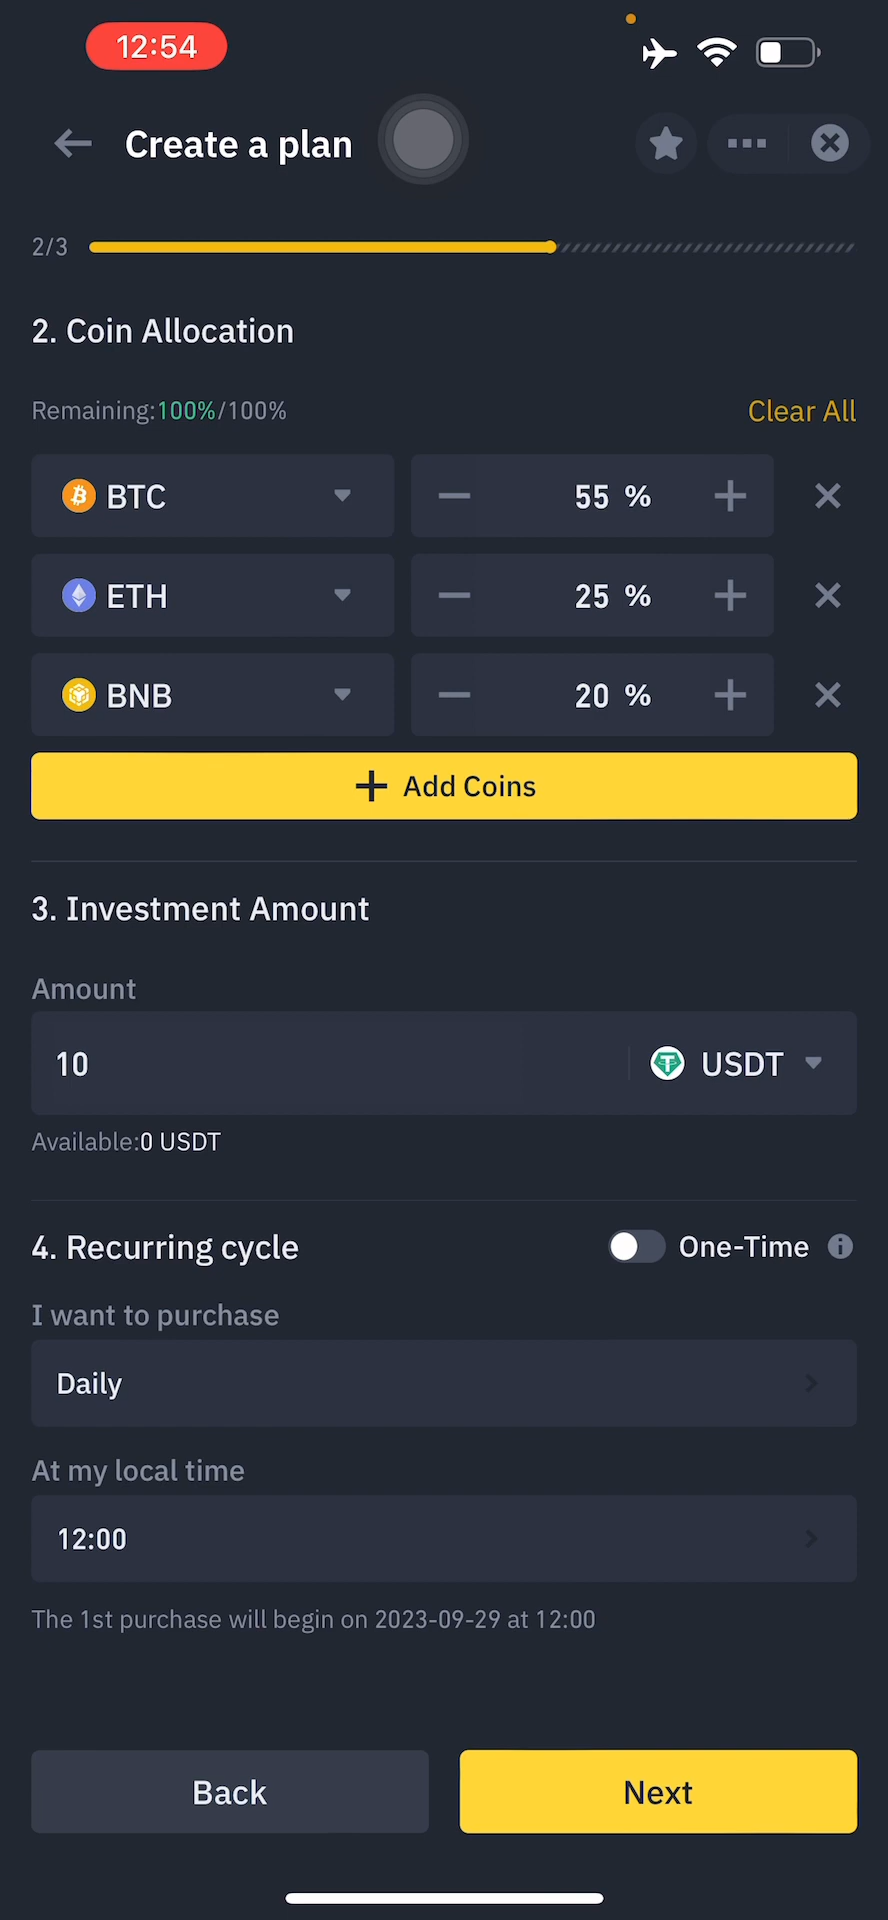 12:54
Create a plan
2/3
2. Coin Allocation
Remaining:100%/100% Clear All
BTC 55 %
ETH 25 %
BNB 20 %
Add Coins
3. Investment Amount
Amount
10 USDT
Available:0 USDT
4. Recurring cycle One-Time
I want to purchase
Daily
At my local time
12:00
The 1st purchase will begin on 2023-09-29 at 12:00
Back Next